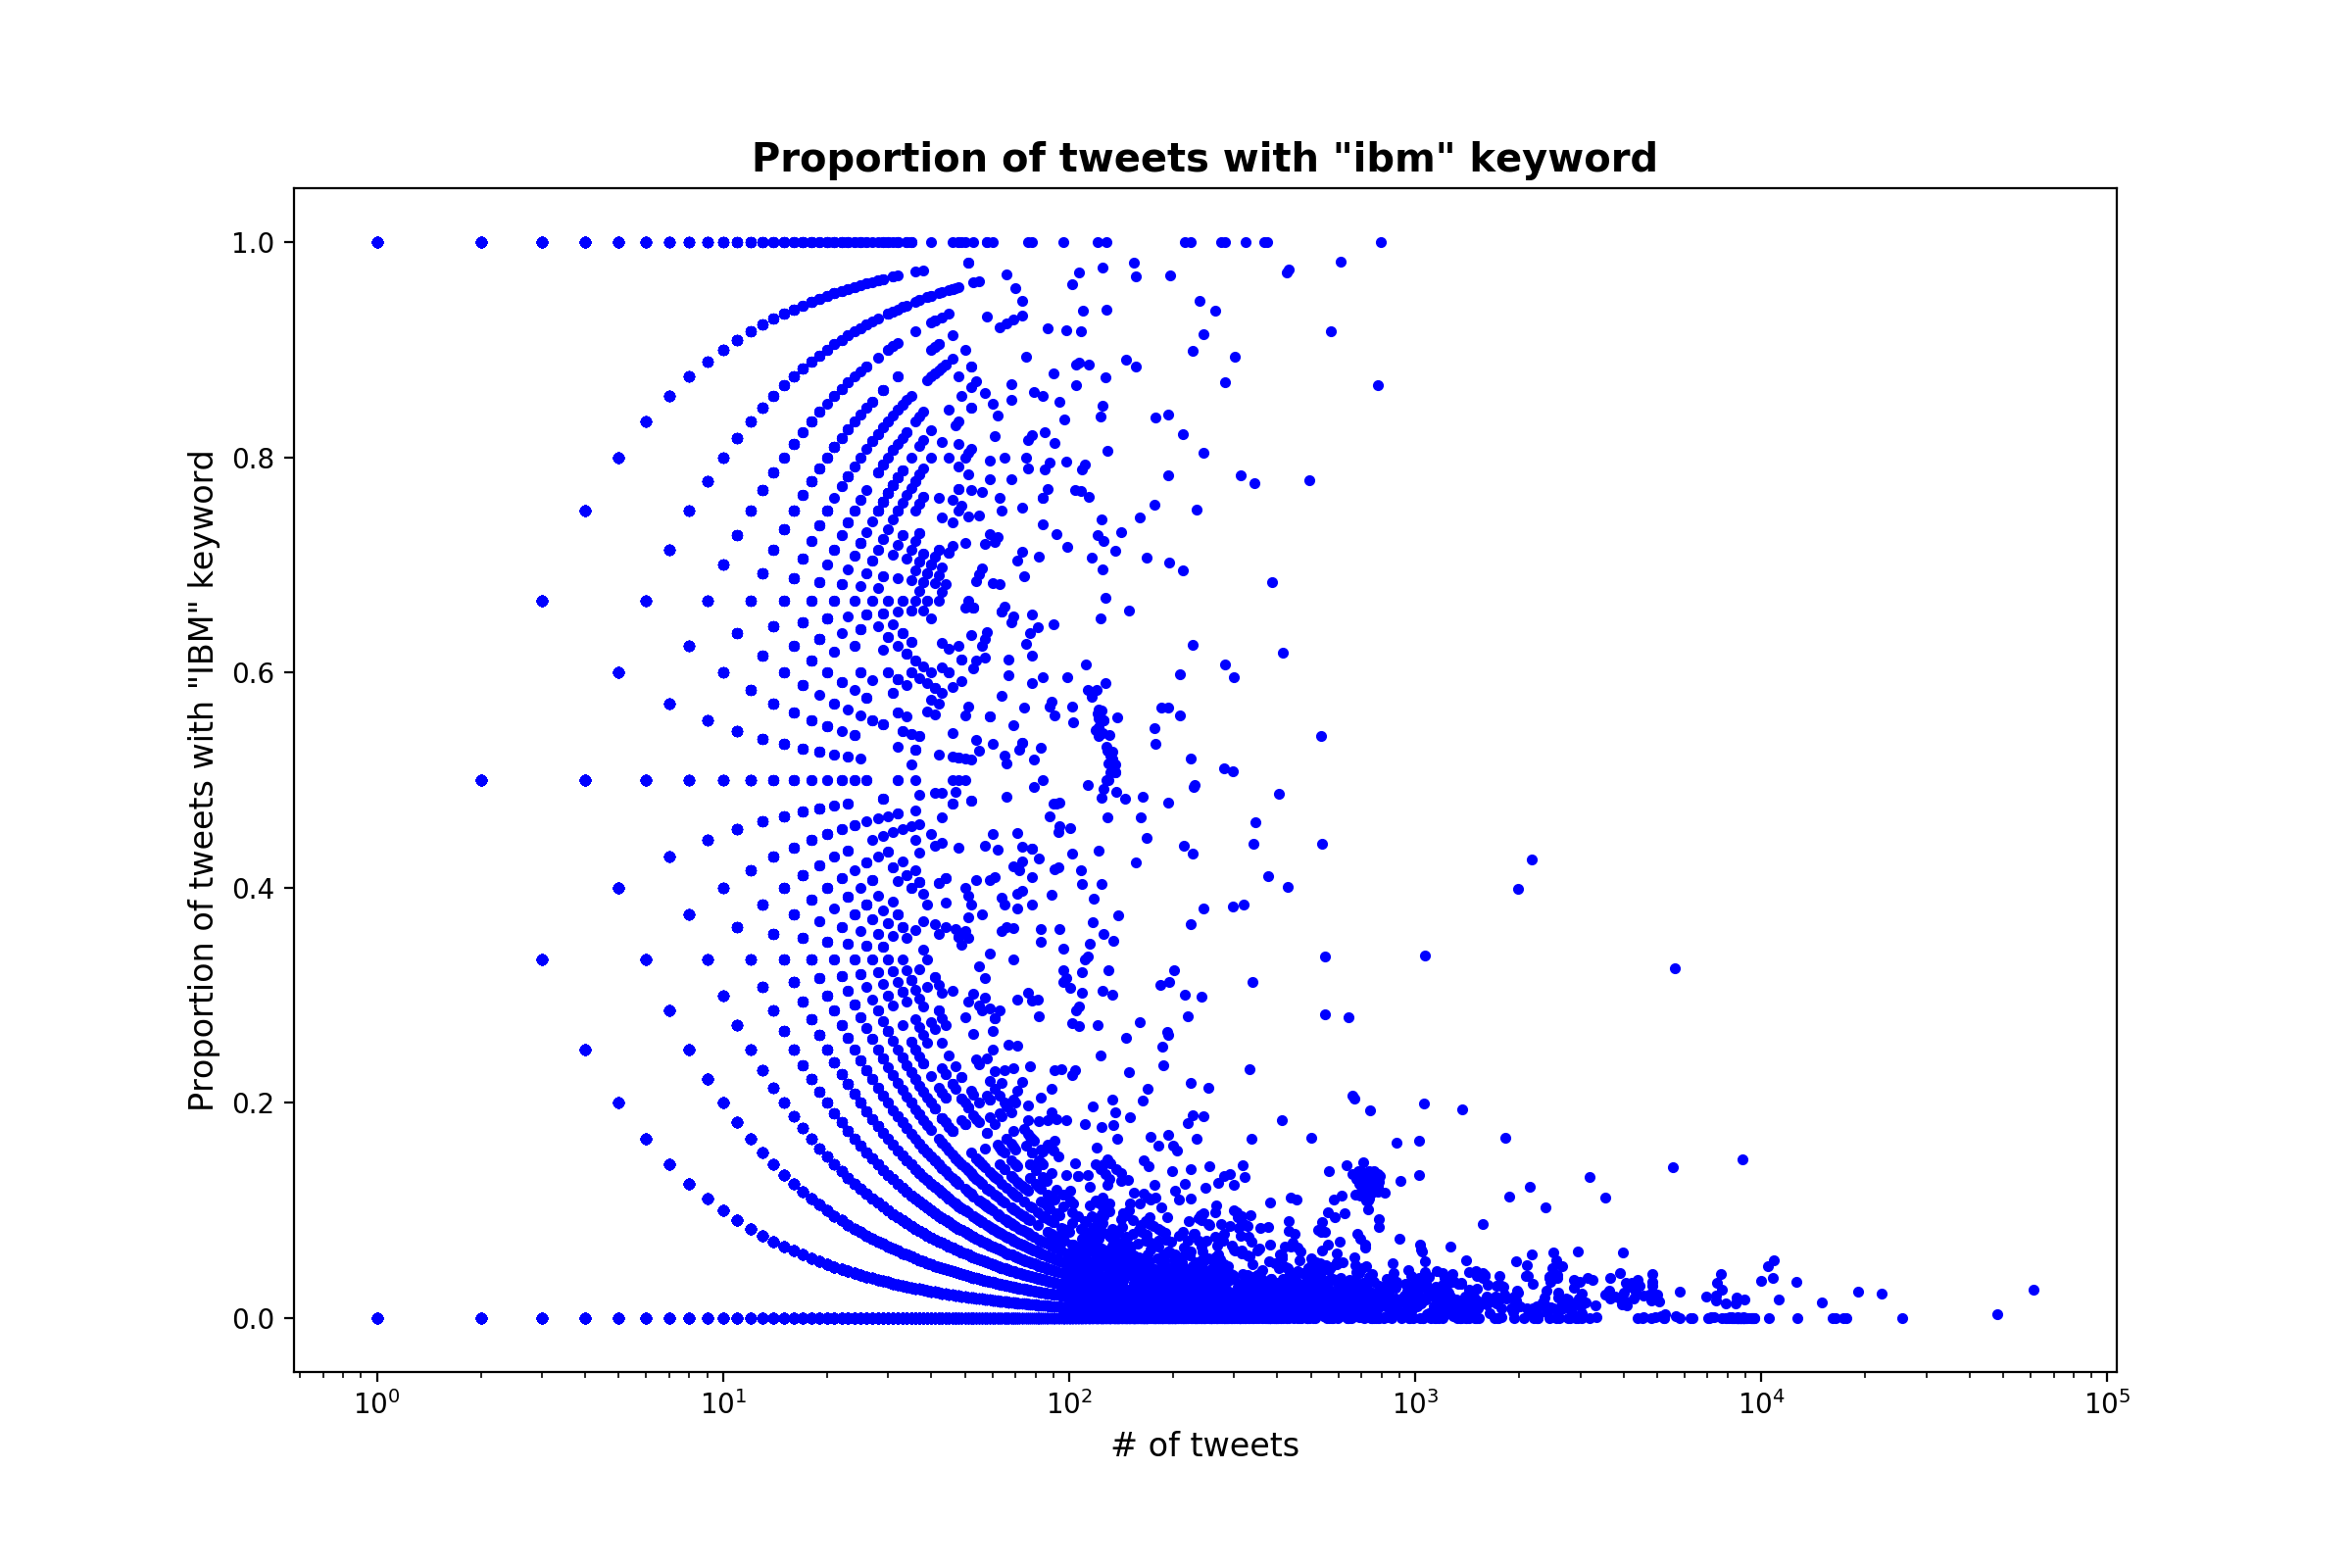 Proportion of tweets with "ibm" keyword
Proportion of tweets with "IBM" keyword
1.0
0.8
0.6
0.4
0.2
0.0
10⁰ 10¹ 10² 10³ 10⁴ 10⁵
# of tweets